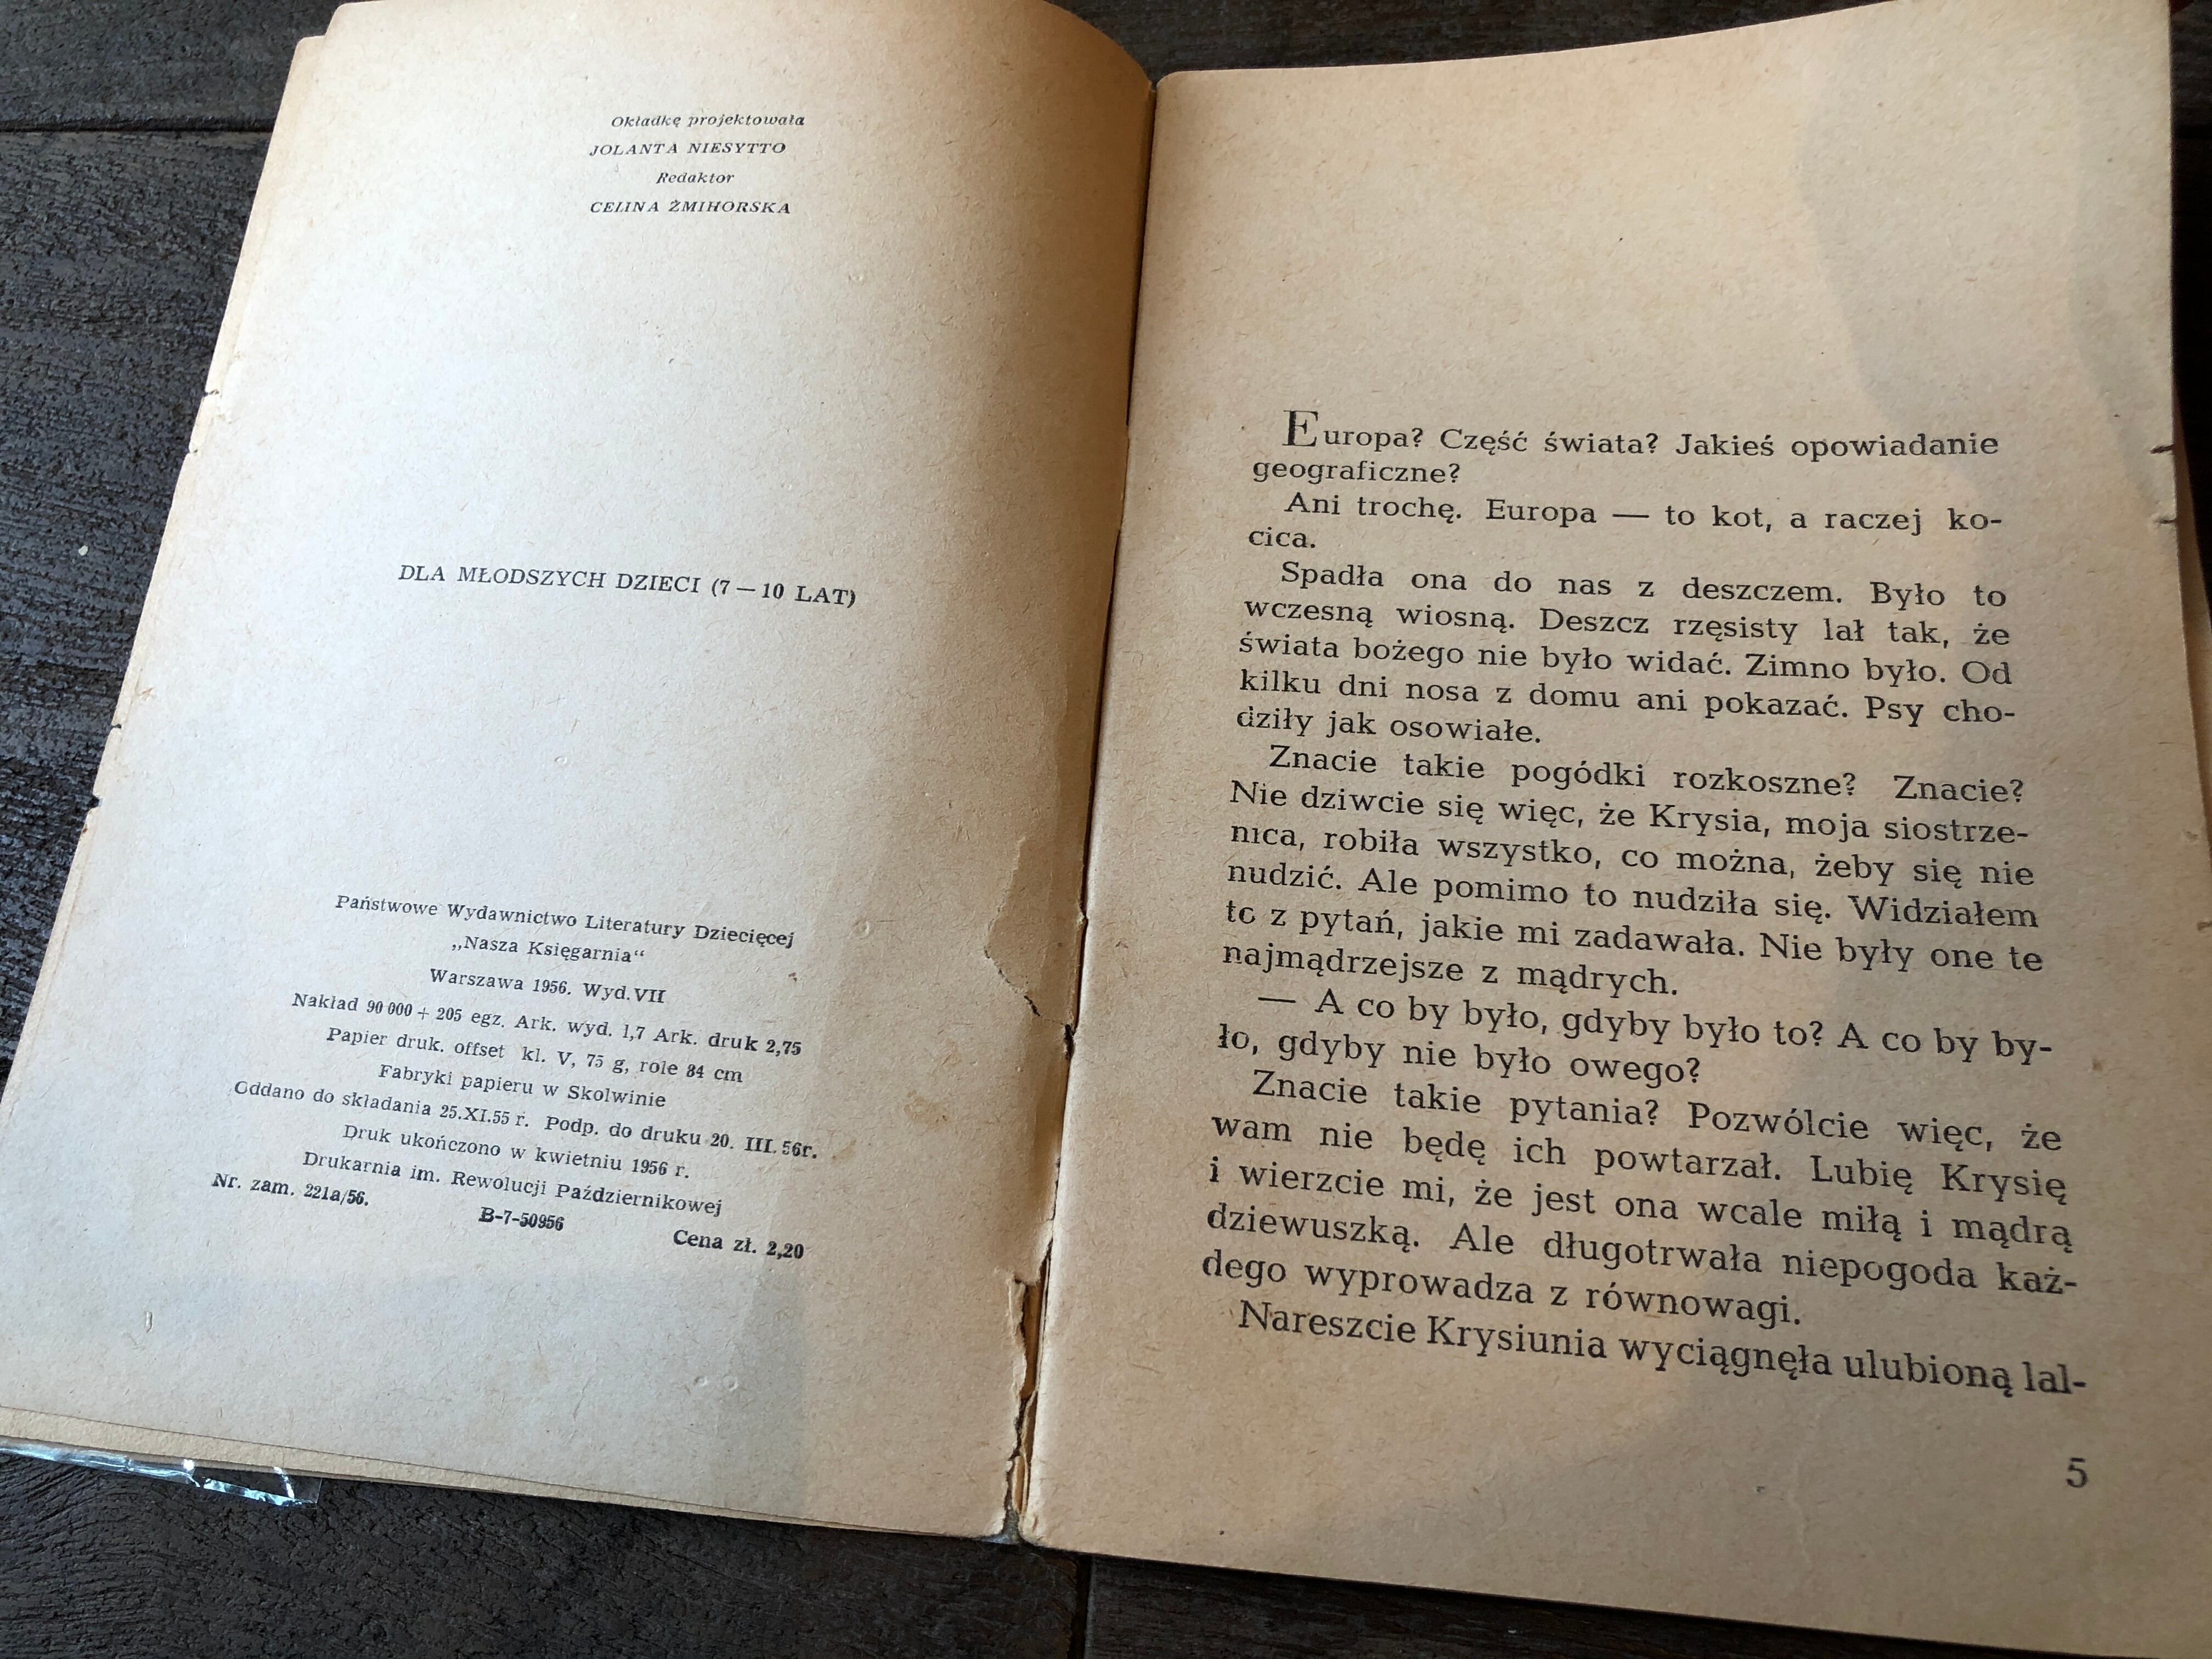 Okładkę projektowała
JOLANTA NIESYTTO
Redaktor
CELINA ŻMIHORSKA
DLA MŁODSZYCH DZIECI (7—10 LAT)
Państwowe Wydawnictwo Literatury Dziecięcej
„Nasza Księgarnia“
Warszawa 1956. Wyd. VII
Nakład 90 000 + 205 egz. Ark. wyd. 1,7 Ark. druk 2,75
Papier druk. offset kl. V, 75 g, role 84 cm
Fabryki papieru w Skolwinie
Oddano do składania 25.XI.55 r. Podp. do druku 20. III. 56r.
Druk ukończono w kwietniu 1956 r.
Drukarnia im. Rewolucji Październikowej
Nr. zam. 221a/56. B-7-50956 Cena zł. 2,20
Europa? Część świata? Jakieś opowiadanie
geograficzne?
Ani trochę. Europa — to kot, a raczej ko-
cica.
Spadła ona do nas z deszczem. Było to
wczesną wiosną. Deszcz rzęsisty lał tak, że
świata bożego nie było widać. Zimno było. Od
kilku dni nosa z domu ani pokazać. Psy cho-
dziły jak osowiałe.
Znacie takie pogódki rozkoszne? Znacie?
Nie dziwcie się więc, że Krysia, moja siostrze-
nica, robiła wszystko, co można, żeby się nie
nudzić. Ale pomimo to nudziła się. Widziałem
to z pytań, jakie mi zadawała. Nie były one te
najmądrzejsze z mądrych.
— A co by było, gdyby było to? A co by by-
ło, gdyby nie było owego?
Znacie takie pytania? Pozwólcie więc, że
wam nie będę ich powtarzał. Lubię Krysię
i wierzcie mi, że jest ona wcale miłą i mądrą
dziewuszką. Ale długotrwała niepogoda każ-
dego wyprowadza z równowagi.
Nareszcie Krysiunia wyciągnęła ulubioną lal-
5